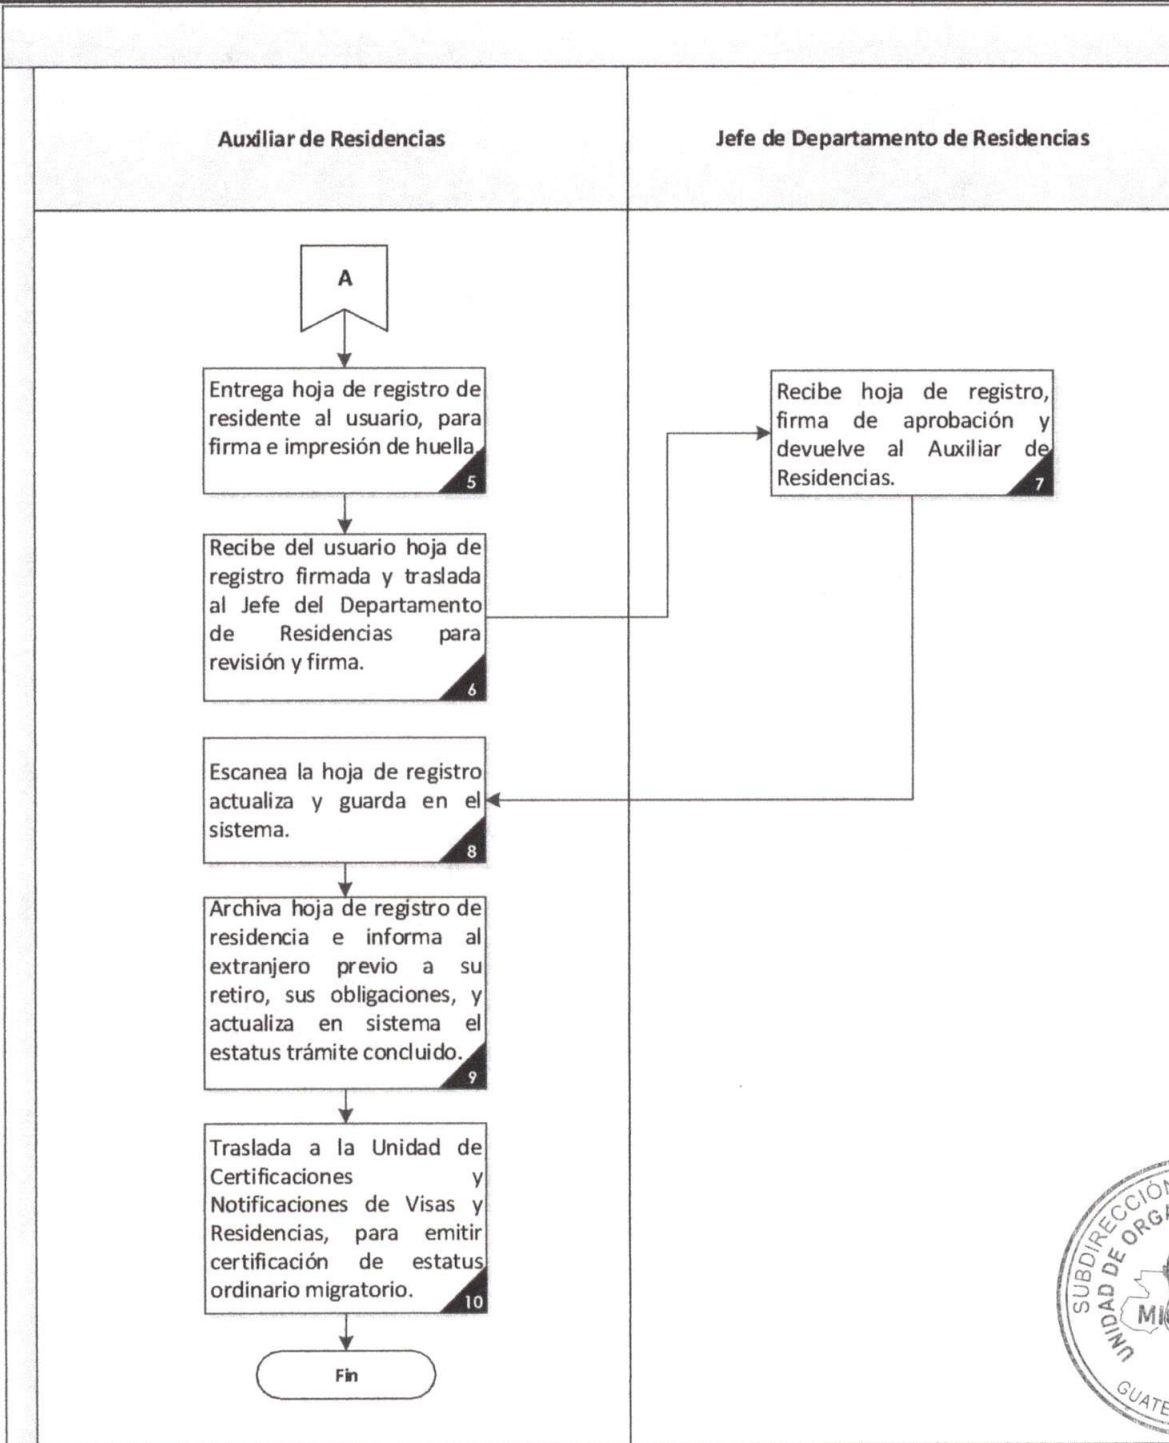 Auxiliar de Residencias
Jefe de Departamento de Residencias
A
Entrega hoja de registro de
residente al usuario, para
firma e impresión de huella.
5
Recibe del usuario hoja de
registro firmada y traslada
al Jefe del Departamento
de Residencias para
revisión y firma.
6
Recibe hoja de registro,
firma de aprobación y
devuelve al Auxiliar de
Residencias.
7
Escanea la hoja de registro
actualiza y guarda en el
sistema.
8
Archiva hoja de registro de
residencia e informa al
extranjero previo a su
retiro, sus obligaciones, y
actualiza en sistema el
estatus trámite concluido.
9
Traslada a la Unidad de
Certificaciones y
Notificaciones de Visas y
Residencias, para emitir
certificación de estatus
ordinario migratorio.
10
Fin
SUBDIRECCIÓN
UNIDAD DE